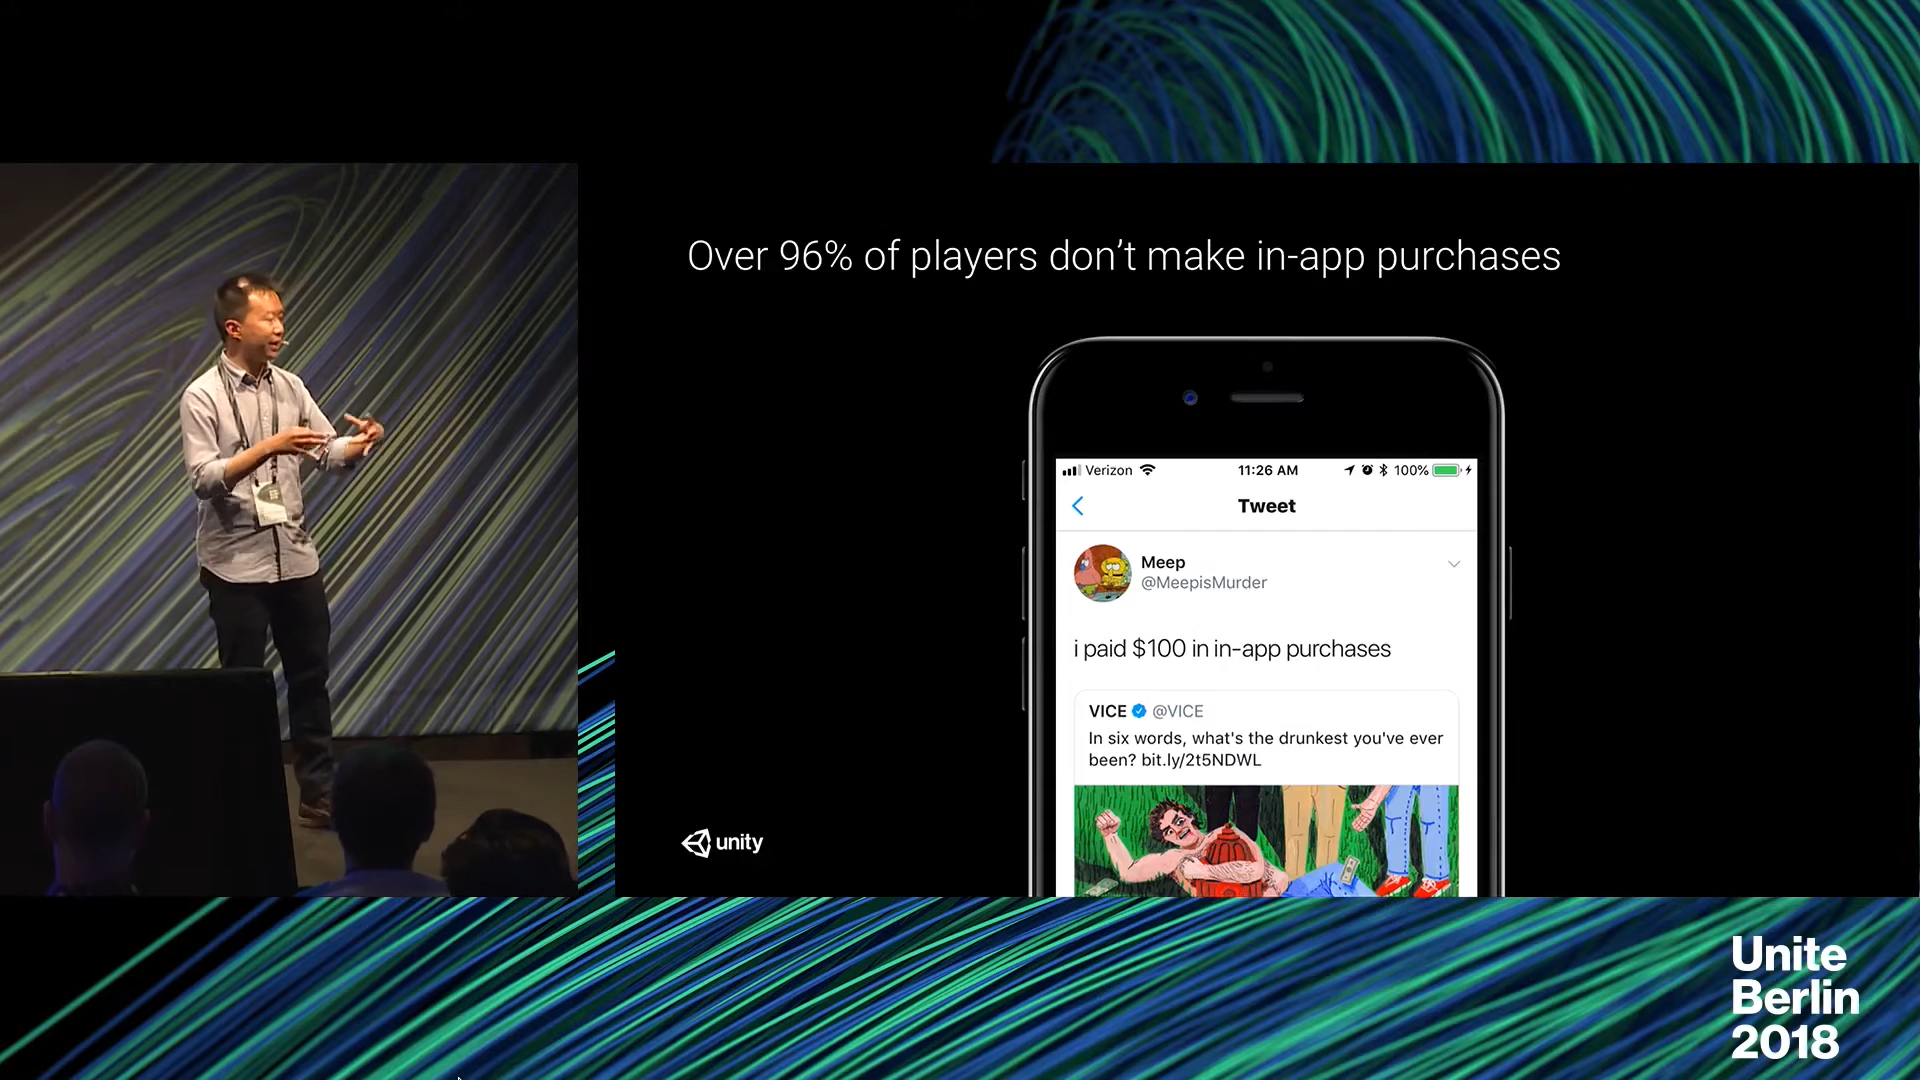 Over 96% of players don’t make in-app purchases
Verizon 11:26 AM 100%
Tweet
Meep
@MeepisMurder
i paid $100 in in-app purchases
VICE @VICE
In six words, what's the drunkest you've ever
been? bit.ly/2t5NDWL
unity
Unite
Berlin
2018